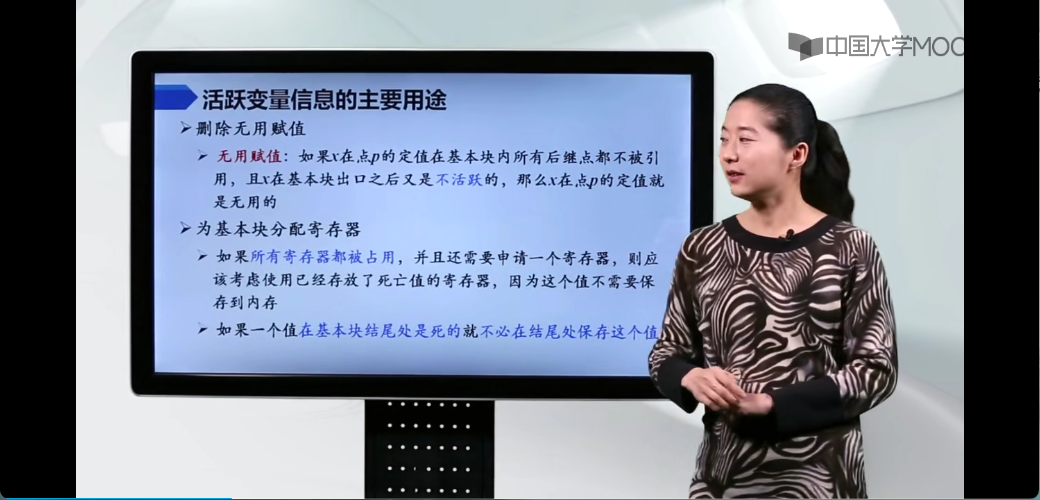 中国大学MOO
活跃变量信息的主要用途
删除无用赋值
无用赋值：如果x在点p的定值在基本块内所有后继点都不被引
用，且x在基本块出口之后又是不活跃的，那么x在点p的定值就
是无用的
为基本块分配寄存器
如果所有寄存器都被占用，并且还需要申请一个寄存器，则应
该考虑使用已经存放了死亡值的寄存器，因为这个值不需要保
存到内存
如果一个值在基本块结尾处是死的就不必在结尾处保存这个值